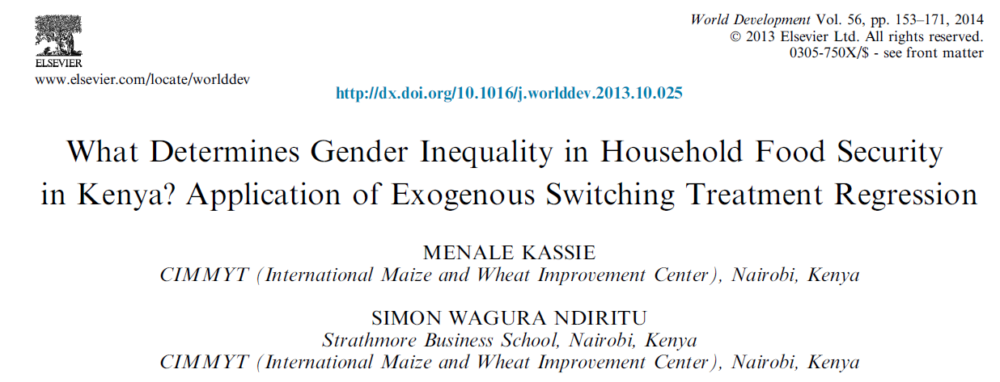 ELSEVIER
www.elsevier.com/locate/worlddev
World Development Vol. 56, pp. 153–171, 2014
© 2013 Elsevier Ltd. All rights reserved.
0305-750X/$ - see front matter
http://dx.doi.org/10.1016/j.worlddev.2013.10.025
What Determines Gender Inequality in Household Food Security
in Kenya? Application of Exogenous Switching Treatment Regression
MENALE KASSIE
CIMMYT (International Maize and Wheat Improvement Center), Nairobi, Kenya
SIMON WAGURA NDIRITU
Strathmore Business School, Nairobi, Kenya
CIMMYT (International Maize and Wheat Improvement Center), Nairobi, Kenya